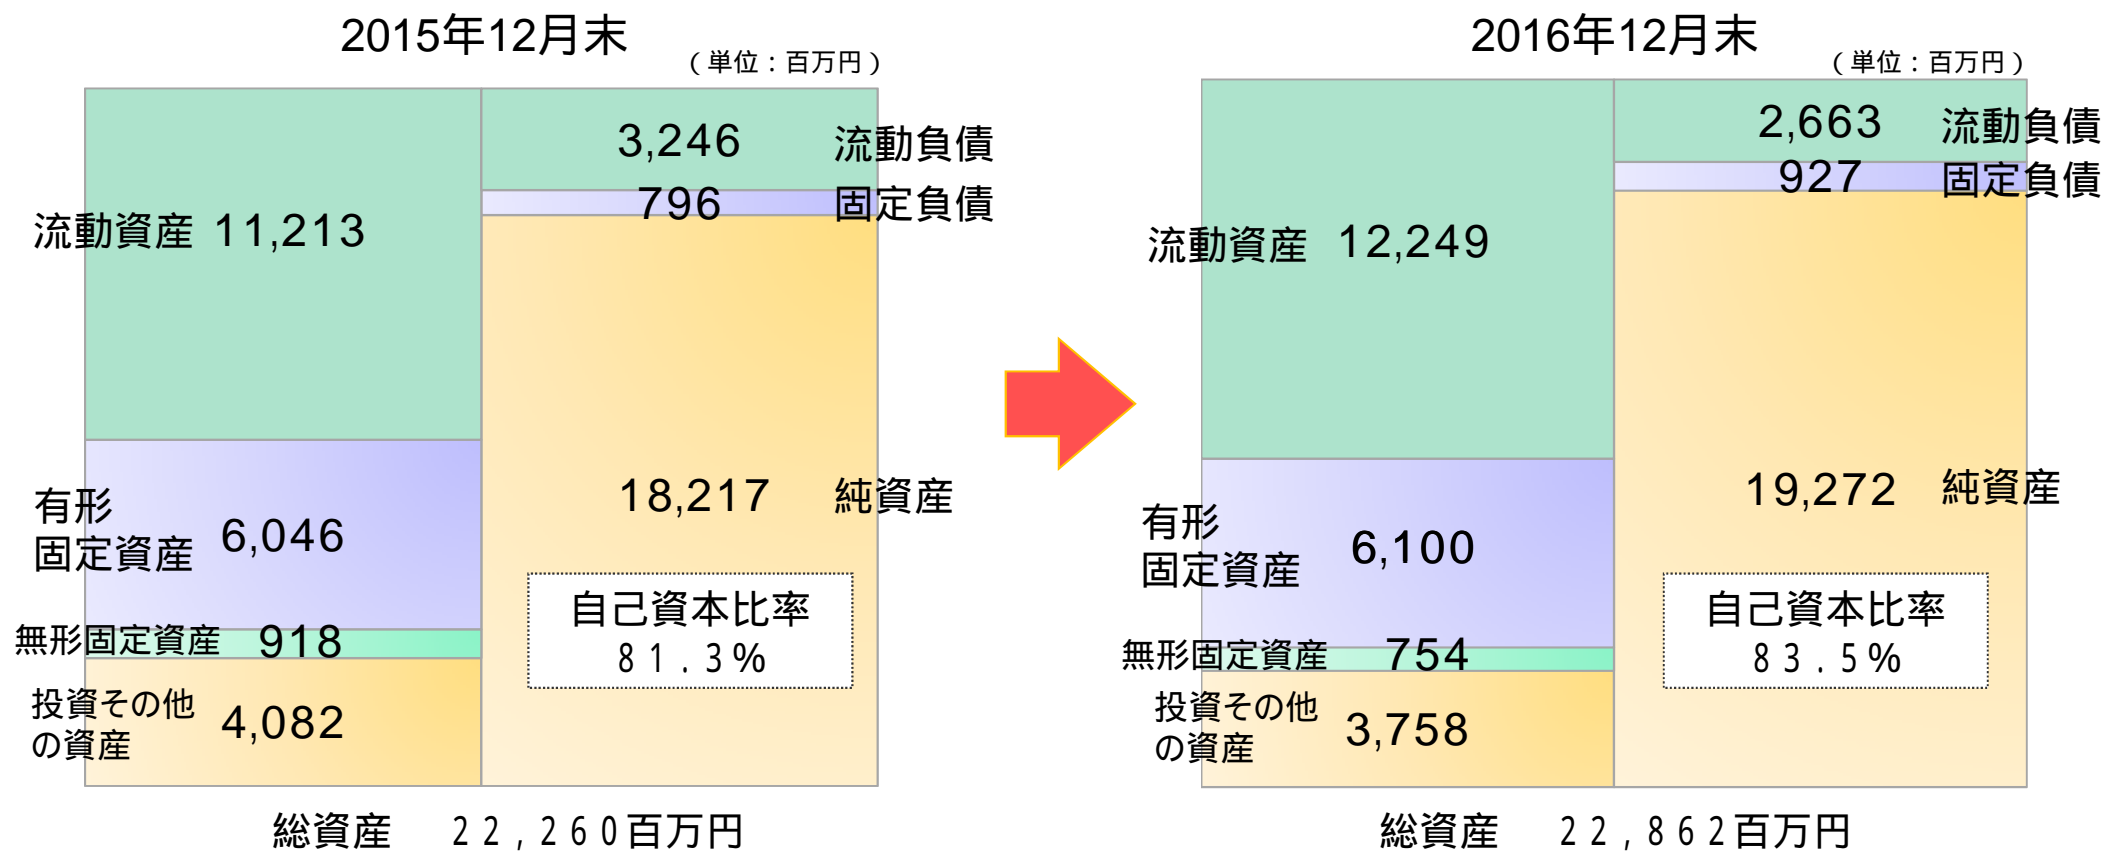 2015年12月末
(単位:百万円)
3,246 流動負債
796 固定負債
流動資産 11,213
18,217 純資産
有形
固定資産 6,046
自己資本比率
81.3%
無形固定資産 918
投資その他
の資産 4,082
総資産 22,260百万円
2016年12月末
(単位:百万円)
2,663 流動負債
927 固定負債
流動資産 12,249
19,272 純資産
有形
固定資産 6,100
自己資本比率
83.5%
無形固定資産 754
投資その他
の資産 3,758
総資産 22,862百万円